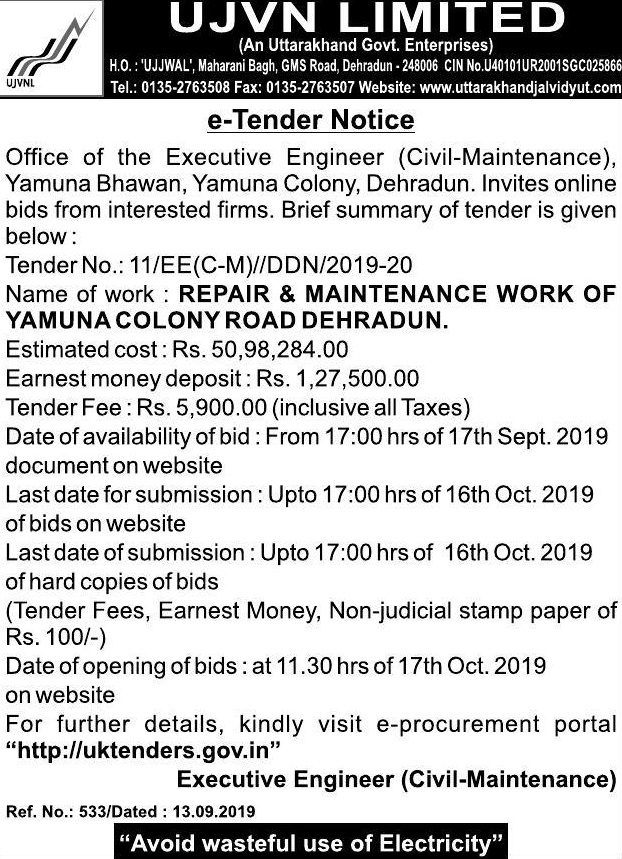 UJVN LIMITED
(An Uttarakhand Govt. Enterprises)
H.O. : 'UJJWAL', Maharani Bagh, GMS Road, Dehradun - 248006 CIN No.U40101UR2001SGC025866
Tel.: 0135-2763508 Fax: 0135-2763507 Website: www.uttarakhandjalvidyut.com
UJVNL
e-Tender Notice
Office of the Executive Engineer (Civil-Maintenance),
Yamuna Bhawan, Yamuna Colony, Dehradun. Invites online
bids from interested firms. Brief summary of tender is given
below :
Tender No.: 11/EE(C-M)//DDN/2019-20
Name of work : REPAIR & MAINTENANCE WORK OF
YAMUNA COLONY ROAD DEHRADUN.
Estimated cost : Rs. 50,98,284.00
Earnest money deposit : Rs. 1,27,500.00
Tender Fee : Rs. 5,900.00 (inclusive all Taxes)
Date of availability of bid : From 17:00 hrs of 17th Sept. 2019
document on website
Last date for submission : Upto 17:00 hrs of 16th Oct. 2019
of bids on website
Last date of submission : Upto 17:00 hrs of 16th Oct. 2019
of hard copies of bids
(Tender Fees, Earnest Money, Non-judicial stamp paper of
Rs. 100/-)
Date of opening of bids : at 11.30 hrs of 17th Oct. 2019
on website
For further details, kindly visit e-procurement portal
“http://uktenders.gov.in”
Executive Engineer (Civil-Maintenance)
Ref. No.: 533/Dated : 13.09.2019
“Avoid wasteful use of Electricity”